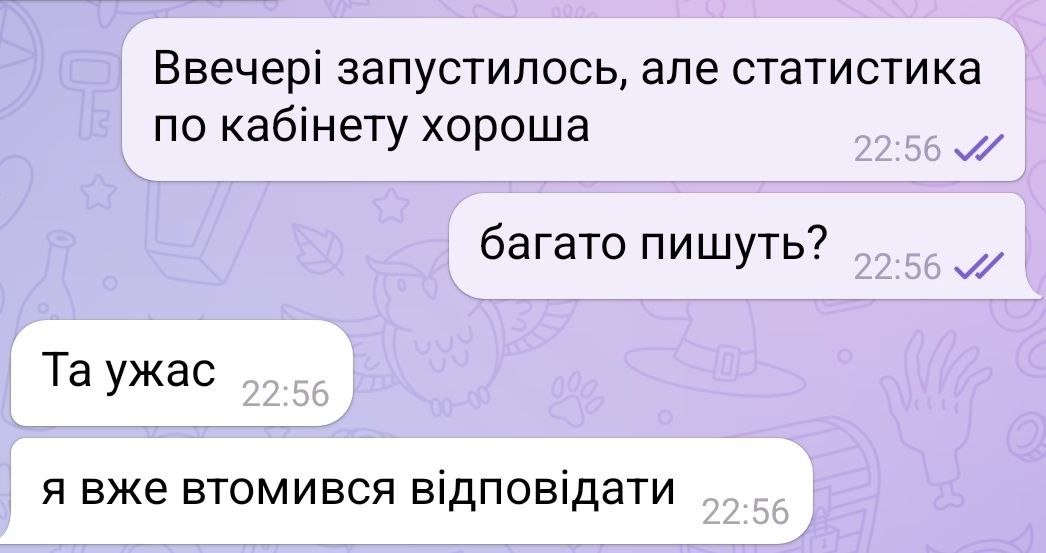 Ввечері запустилось, але статистика
по кабінету хороша
22:56
багато пишуть?
22:56
Та ужас
22:56
я вже втомився відповідати
22:56